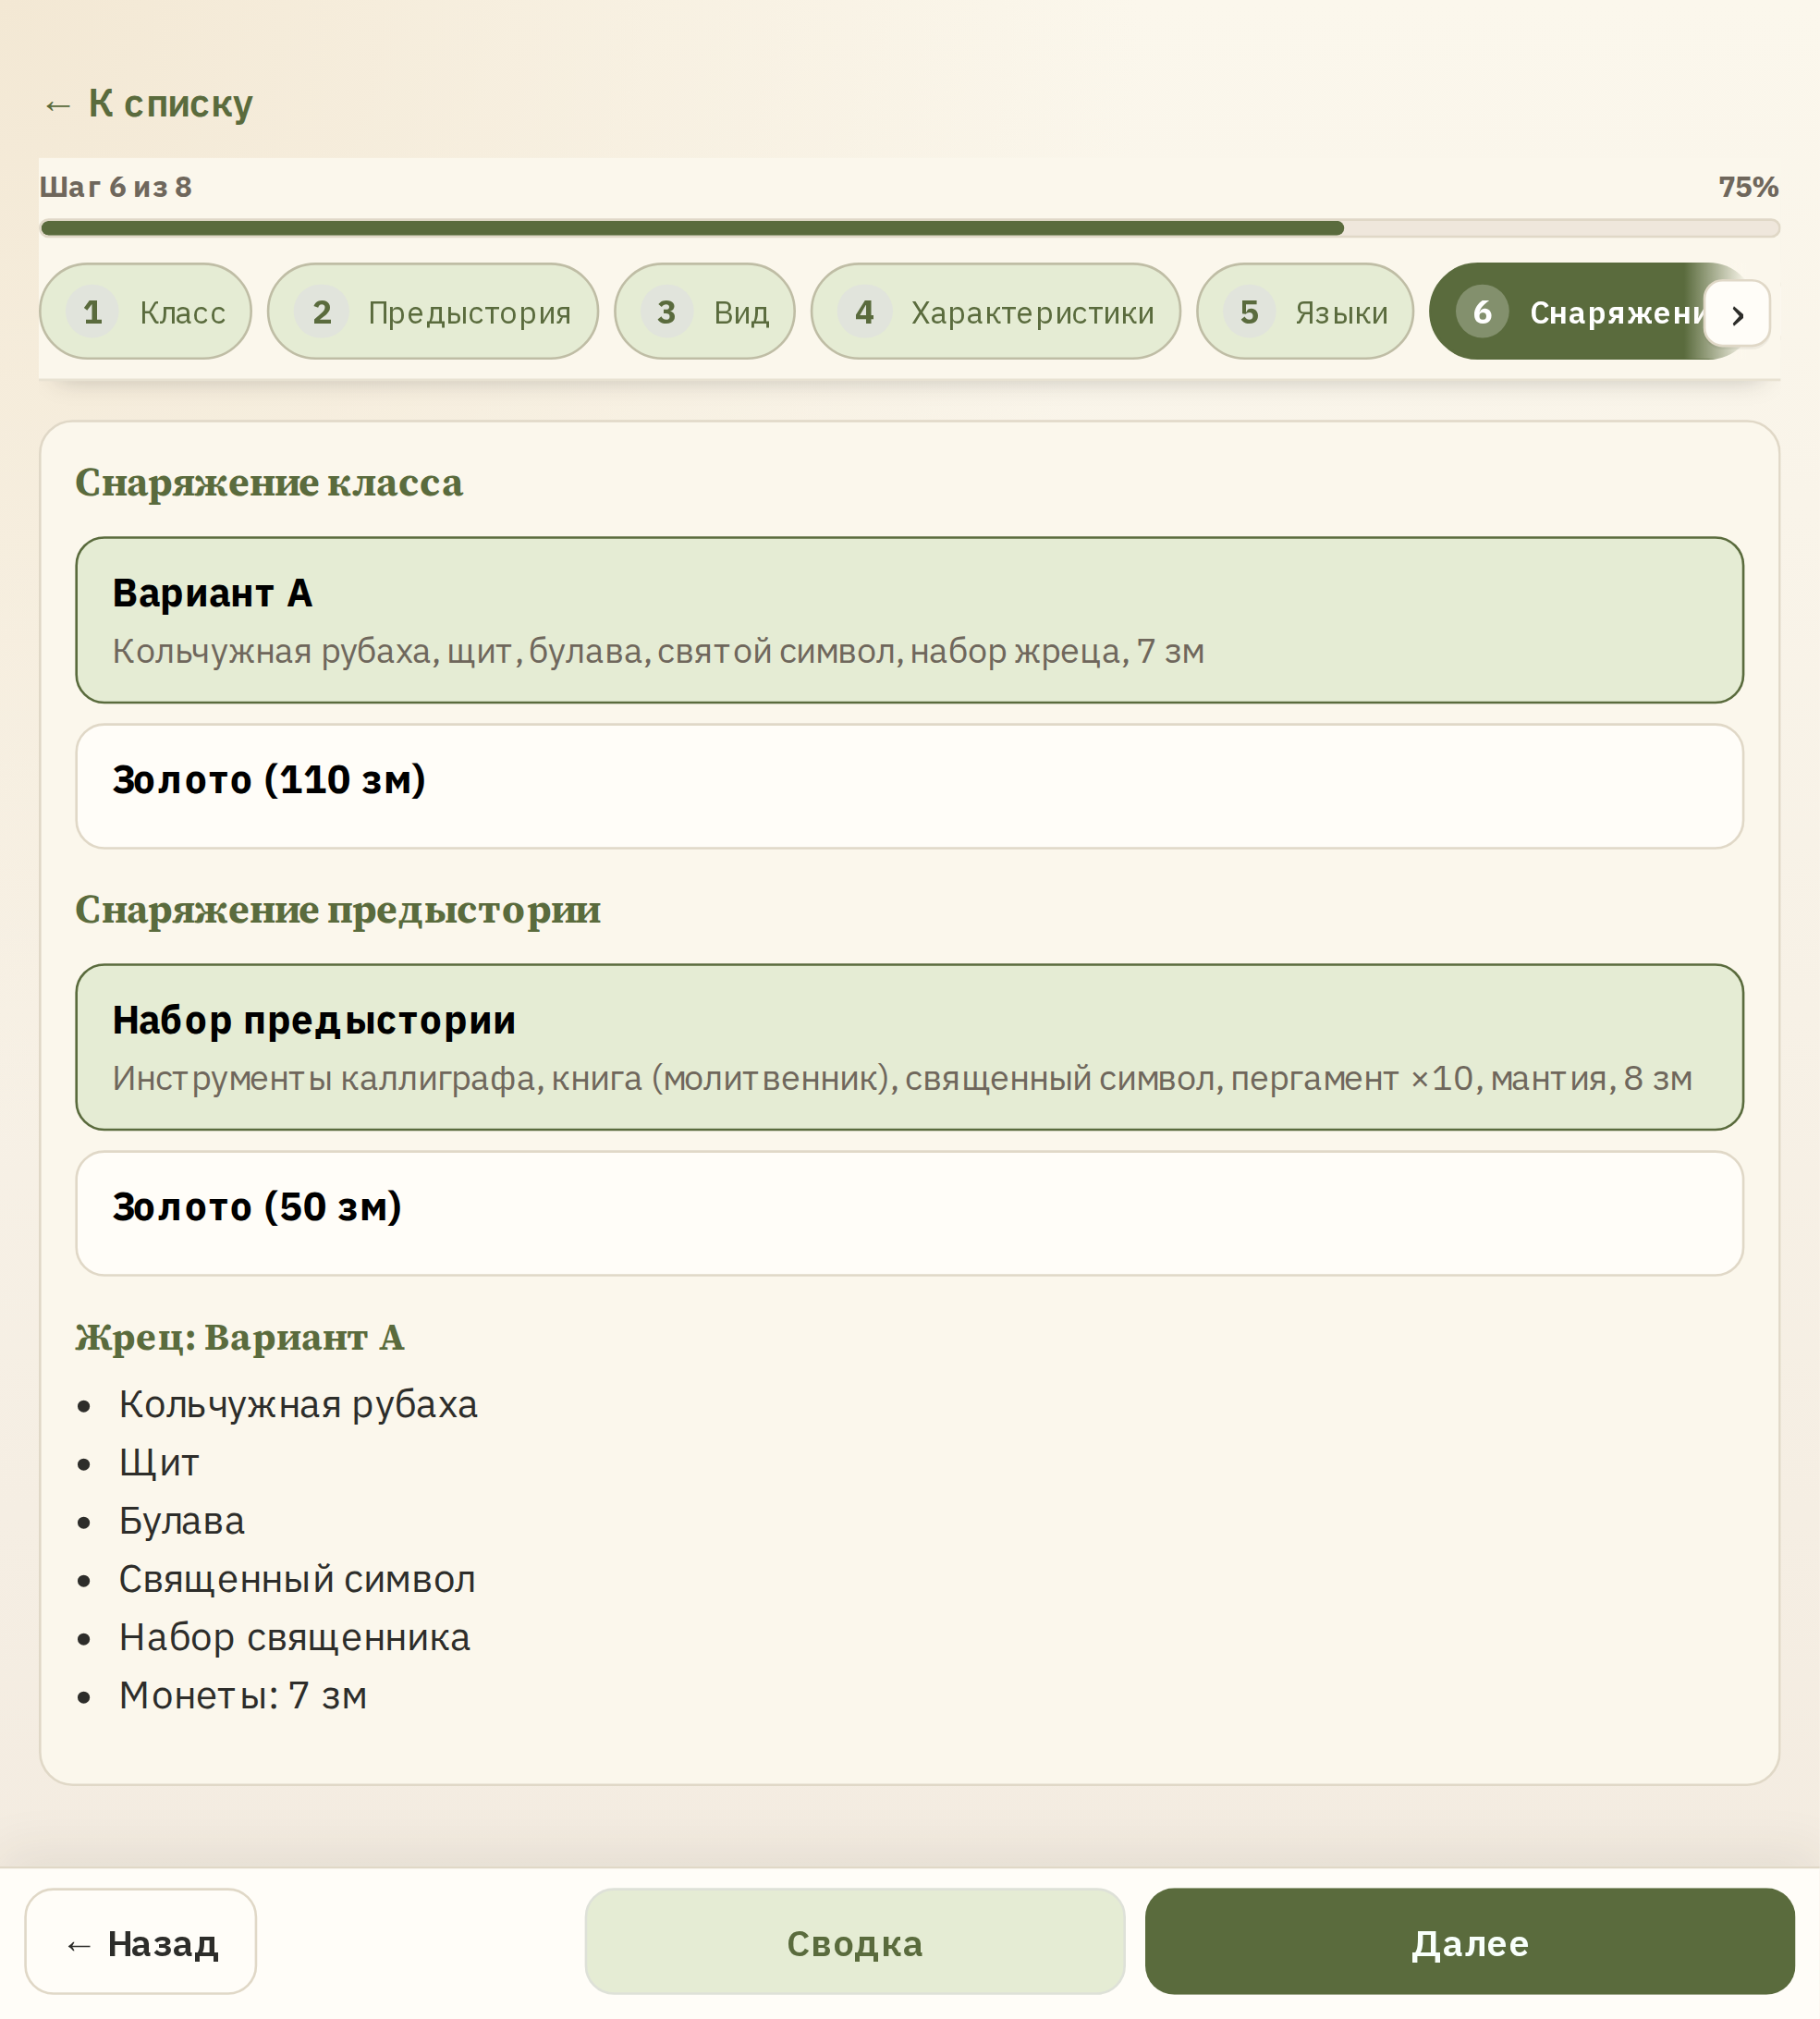 ← К списку
Шаг 6 из 8 75%
1 Класс 2 Предыстория 3 Вид 4 Характеристики 5 Языки 6 Снаряжени ›
Снаряжение класса
Вариант А
Кольчужная рубаха, щит, булава, святой символ, набор жреца, 7 зм
Золото (110 зм)
Снаряжение предыстории
Набор предыстории
Инструменты каллиграфа, книга (молитвенник), священный символ, пергамент ×10, мантия, 8 зм
Золото (50 зм)
Жрец: Вариант А
• Кольчужная рубаха
• Щит
• Булава
• Священный символ
• Набор священника
• Монеты: 7 зм
← Назад Сводка Далее